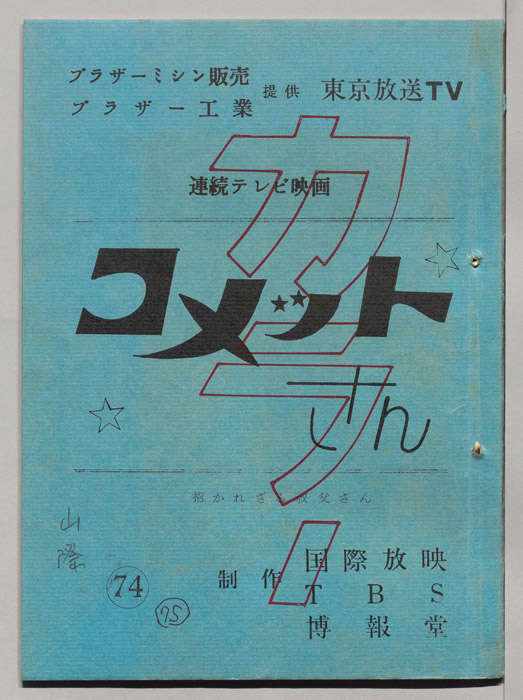 ブラザーミシン販売
ブラザー工業
提供 東京放送TV
カラー
連続テレビ映画
コメットさん
招かれざる叔父さん
山際
74
75
制作
国際放映
TBS
博報堂